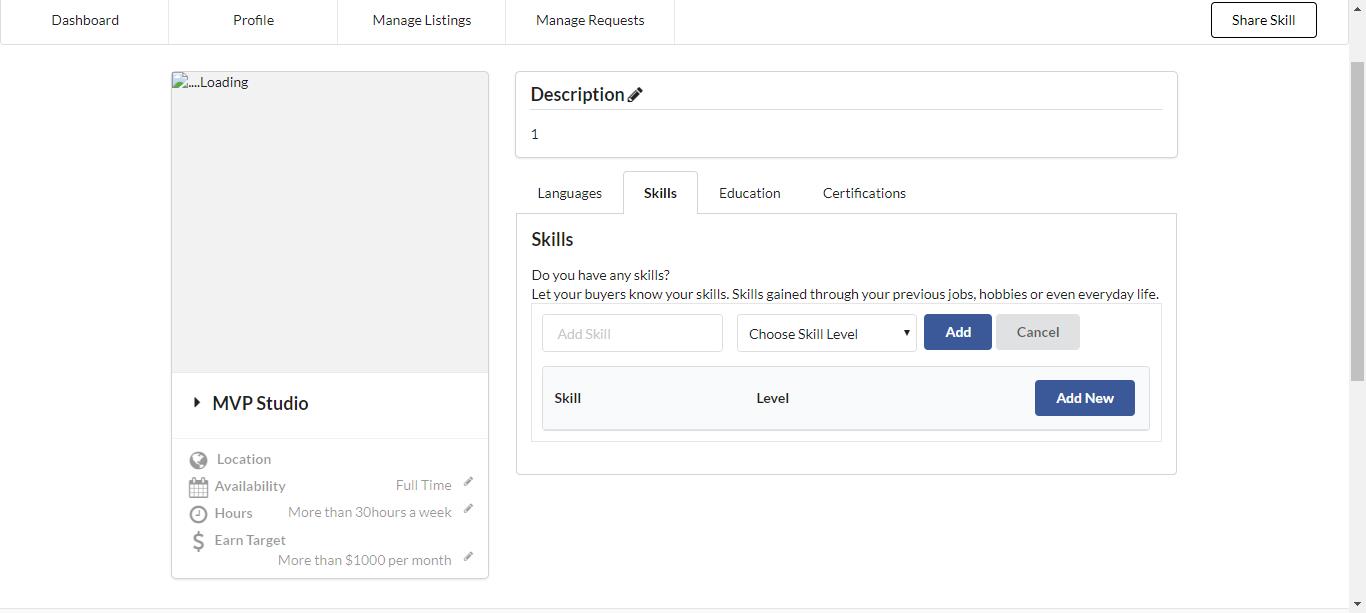 Dashboard Profile Manage Listings Manage Requests Share Skill
....Loading
MVP Studio
Location
Availability Full Time
Hours More than 30hours a week
Earn Target
More than $1000 per month
Description
1
Languages Skills Education Certifications
Skills
Do you have any skills?
Let your buyers know your skills. Skills gained through your previous jobs, hobbies or even everyday life.
Add Skill Choose Skill Level Add Cancel
Skill Level Add New